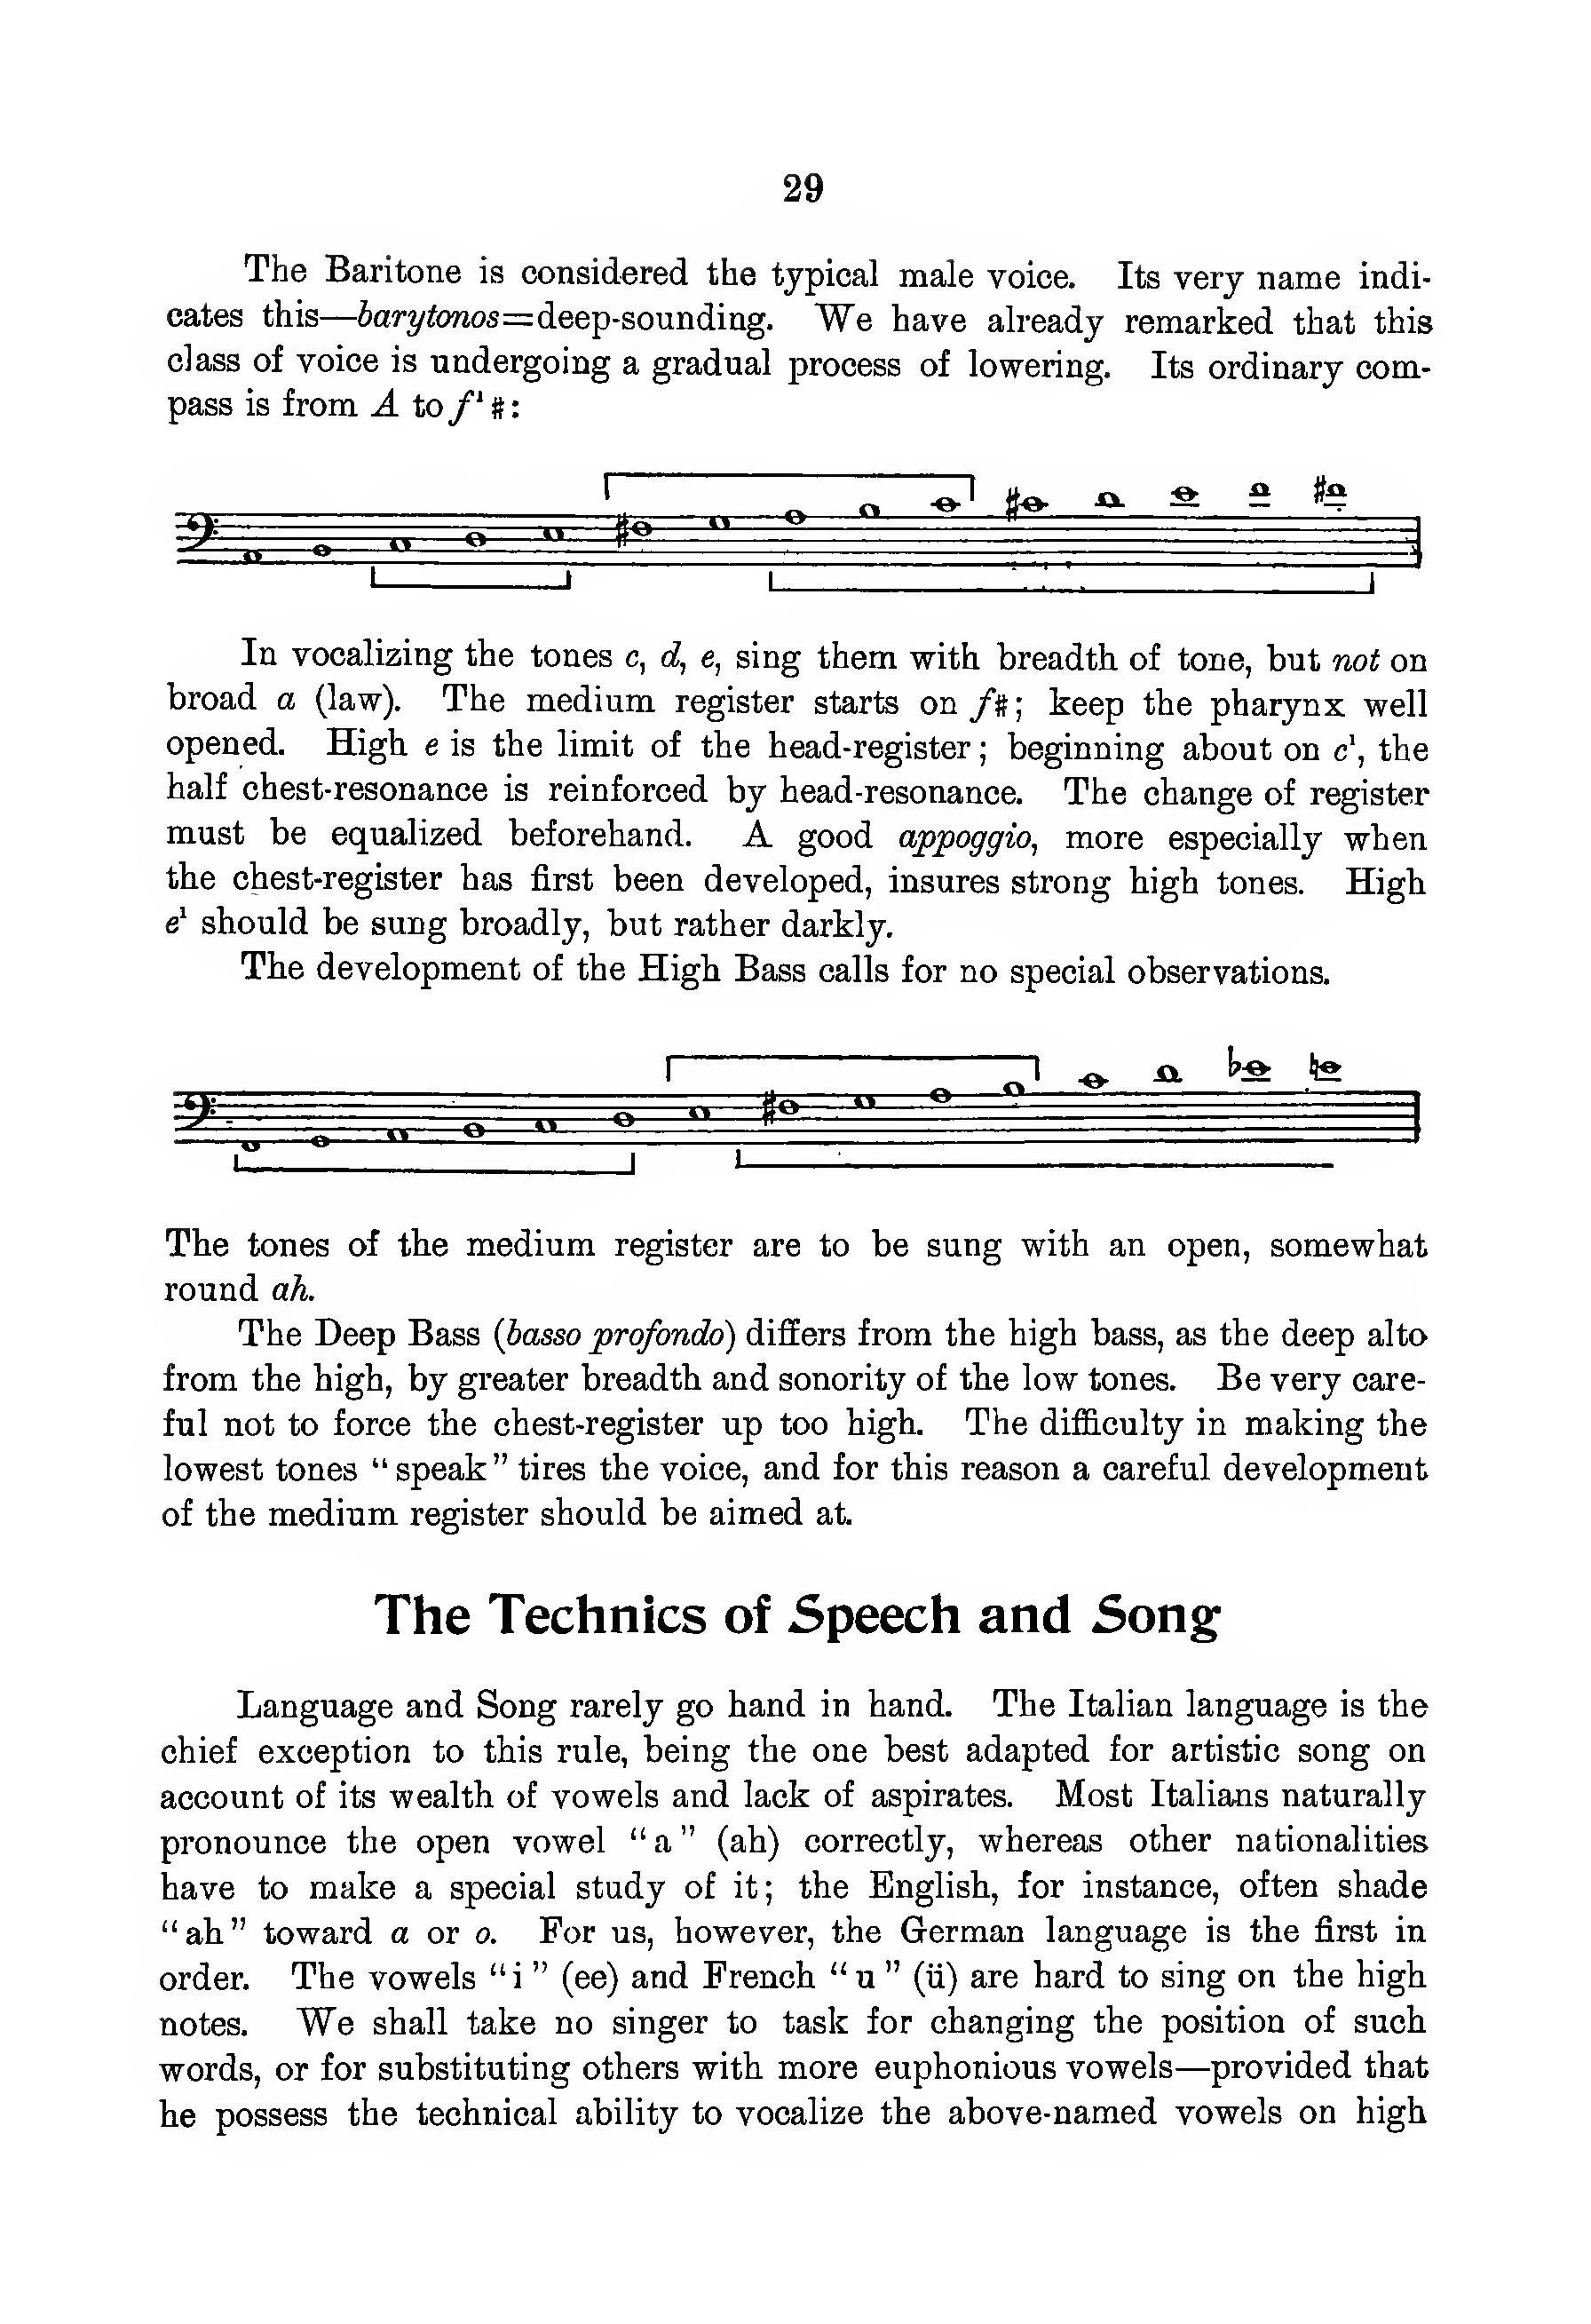 29
The Baritone is considered the typical male voice. Its very name indi-
cates this—barytonos=deep-sounding. We have already remarked that this
class of voice is undergoing a gradual process of lowering. Its ordinary com-
pass is from A to f¹♯:
In vocalizing the tones c, d, e, sing them with breadth of tone, but not on
broad a (law). The medium register starts on f♯; keep the pharynx well
opened. High e is the limit of the head-register; beginning about on c¹, the
half chest-resonance is reinforced by head-resonance. The change of register
must be equalized beforehand. A good appoggio, more especially when
the chest-register has first been developed, insures strong high tones. High
e¹ should be sung broadly, but rather darkly.
The development of the High Bass calls for no special observations.
The tones of the medium register are to be sung with an open, somewhat
round ah.
The Deep Bass (basso profondo) differs from the high bass, as the deep alto
from the high, by greater breadth and sonority of the low tones. Be very care-
ful not to force the chest-register up too high. The difficulty in making the
lowest tones “speak” tires the voice, and for this reason a careful development
of the medium register should be aimed at.
The Technics of Speech and Song
Language and Song rarely go hand in hand. The Italian language is the
chief exception to this rule, being the one best adapted for artistic song on
account of its wealth of vowels and lack of aspirates. Most Italians naturally
pronounce the open vowel “a” (ah) correctly, whereas other nationalities
have to make a special study of it; the English, for instance, often shade
“ah” toward a or o. For us, however, the German language is the first in
order. The vowels “i” (ee) and French “u” (ü) are hard to sing on the high
notes. We shall take no singer to task for changing the position of such
words, or for substituting others with more euphonious vowels—provided that
he possess the technical ability to vocalize the above-named vowels on high